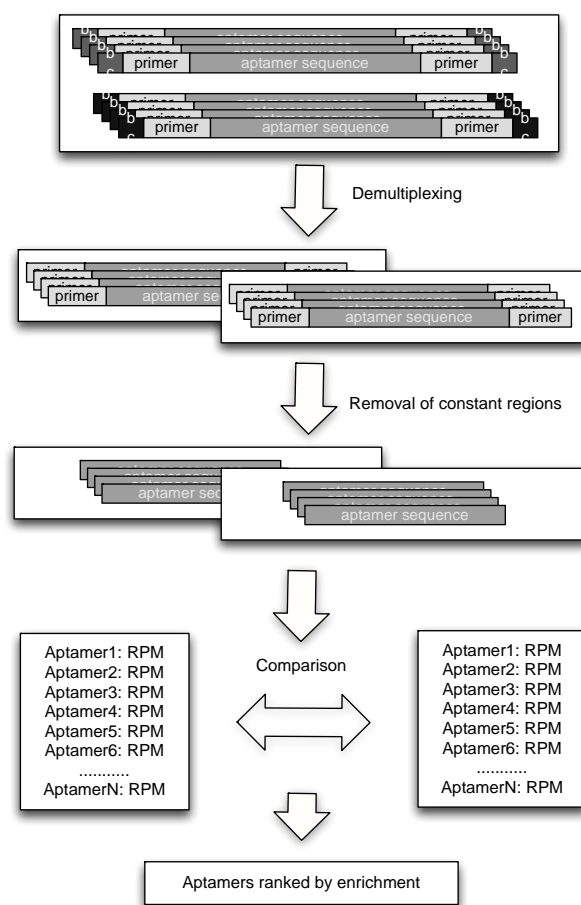 primer aptamer sequence primer
primer aptamer sequence primer
Demultiplexing
primer
primer aptamer sequence primer
Removal of constant regions
aptamer sequence
Comparison
Aptamer1: RPM
Aptamer2: RPM
Aptamer3: RPM
Aptamer4: RPM
Aptamer5: RPM
Aptamer6: RPM
...........
AptamerN: RPM
Aptamer1: RPM
Aptamer2: RPM
Aptamer3: RPM
Aptamer4: RPM
Aptamer5: RPM
Aptamer6: RPM
...........
AptamerN: RPM
Aptamers ranked by enrichment